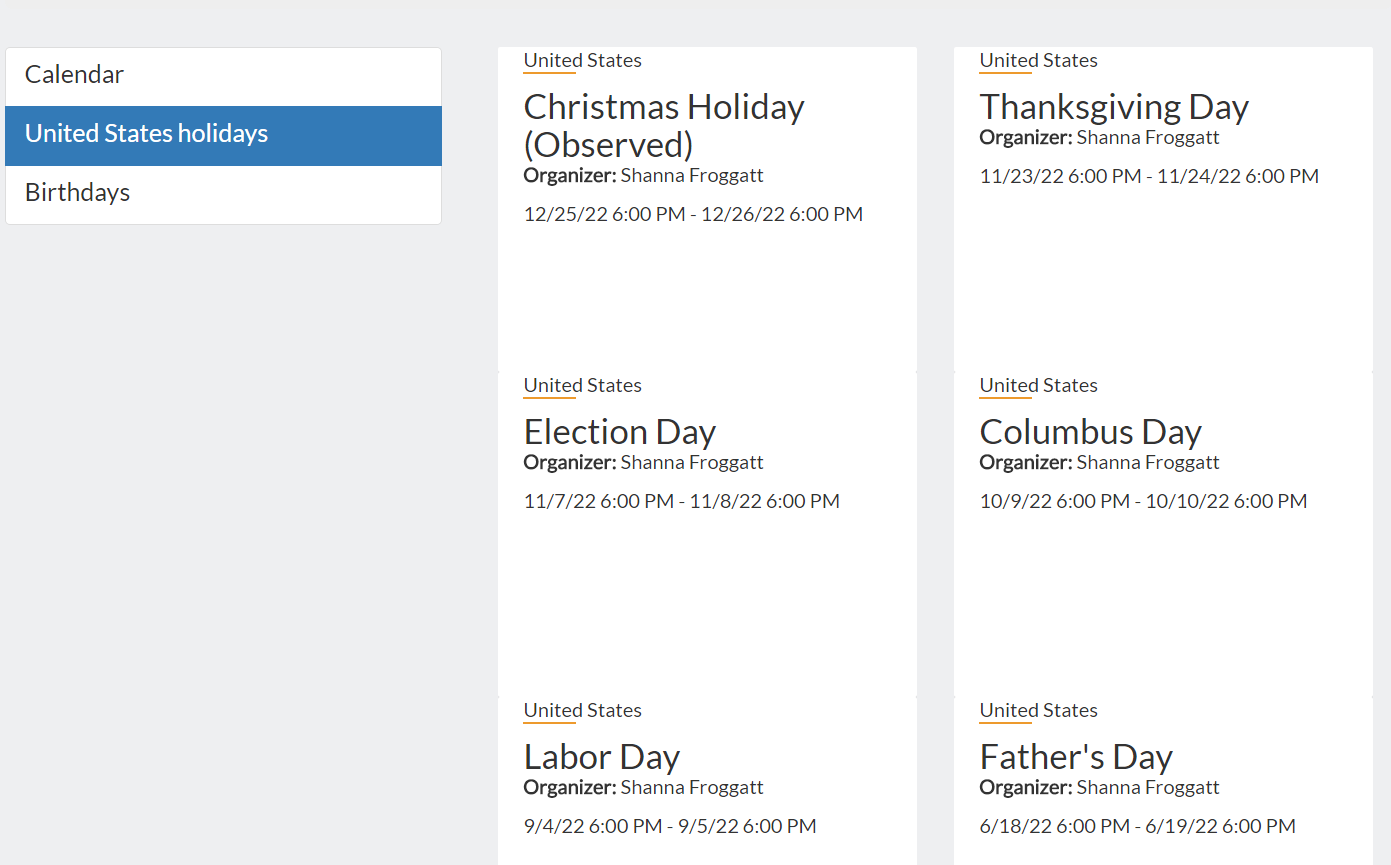 Calendar
United States holidays
Birthdays
United States
Christmas Holiday
(Observed)
Organizer: Shanna Froggatt
12/25/22 6:00 PM - 12/26/22 6:00 PM
United States
Thanksgiving Day
Organizer: Shanna Froggatt
11/23/22 6:00 PM - 11/24/22 6:00 PM
United States
Election Day
Organizer: Shanna Froggatt
11/7/22 6:00 PM - 11/8/22 6:00 PM
United States
Columbus Day
Organizer: Shanna Froggatt
10/9/22 6:00 PM - 10/10/22 6:00 PM
United States
Labor Day
Organizer: Shanna Froggatt
9/4/22 6:00 PM - 9/5/22 6:00 PM
United States
Father's Day
Organizer: Shanna Froggatt
6/18/22 6:00 PM - 6/19/22 6:00 PM